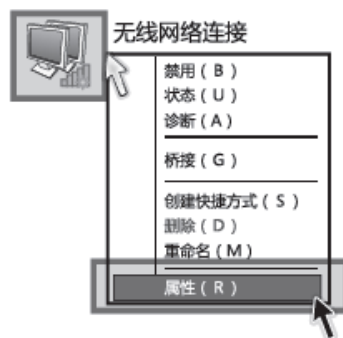 无线网络连接
禁用(B)
状态(U)
诊断(A)
桥接(G)
创建快捷方式(S)
删除(D)
重命名(M)
属性(R)